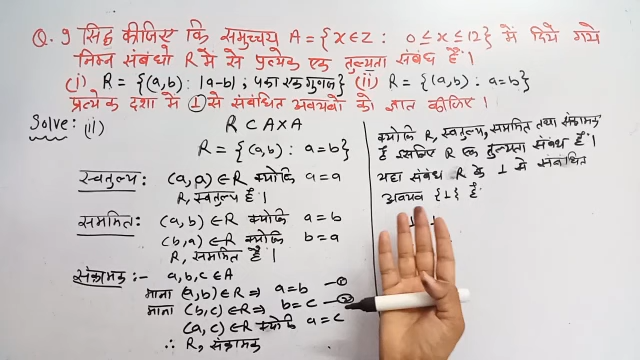 Q. 9 सिद्ध कीजिए कि समुच्चय A = {x∈Z : 0≤x≤12} में दिये गये
निम्न संबंधो R में से प्रत्येक एक तुल्यता संबंध है।
(i) R = {(a,b) : |a-b|, 4 का एक गुणज} (ii) R = {(a,b) : a=b}
प्रत्येक दशा में 1 से संबंधित अवयवो को ज्ञात कीजिए।
Solve: (ii)
R ⊂ A×A
R = {(a,b) : a=b}
स्वतुल्य: (a,a) ∈ R क्योकि a = a
R, स्वतुल्य है।
सममित: (a,b) ∈ R क्योकि a = b
(b,a) ∈ R क्योकि b = a
R, सममित है।
संक्रामक :- a,b,c ∈ A
माना (a,b) ∈ R ⇒ a = b —①
माना (b,c) ∈ R ⇒ b = c —②
(a,c) ∈ R क्योकि a = c
∴ R, संक्रामक
क्योकि R, स्वतुल्य, सममित तथा संक्रामक
है इसलिए R एक तुल्यता संबंध है।
यहा संबंध R के 1 से संबंधित
अवयव {1} है